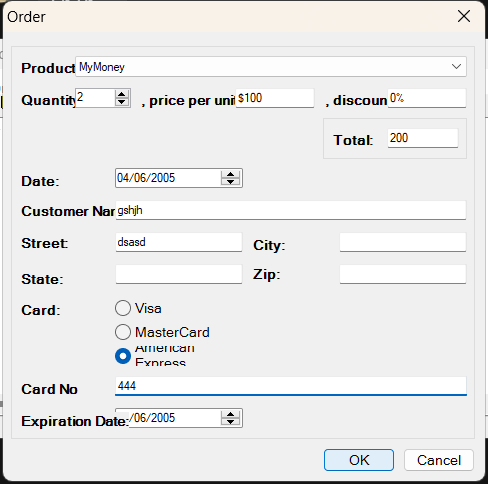 Order
Product MyMoney
Quantity 2 , price per unit $100 , discoun 0%
Total: 200
Date: 04/06/2005
Customer Nar gshjh
Street: dsasd City:
State: Zip:
Card: Visa
MasterCard
American
Express
Card No 444
Expiration Date: /06/2005
OK Cancel